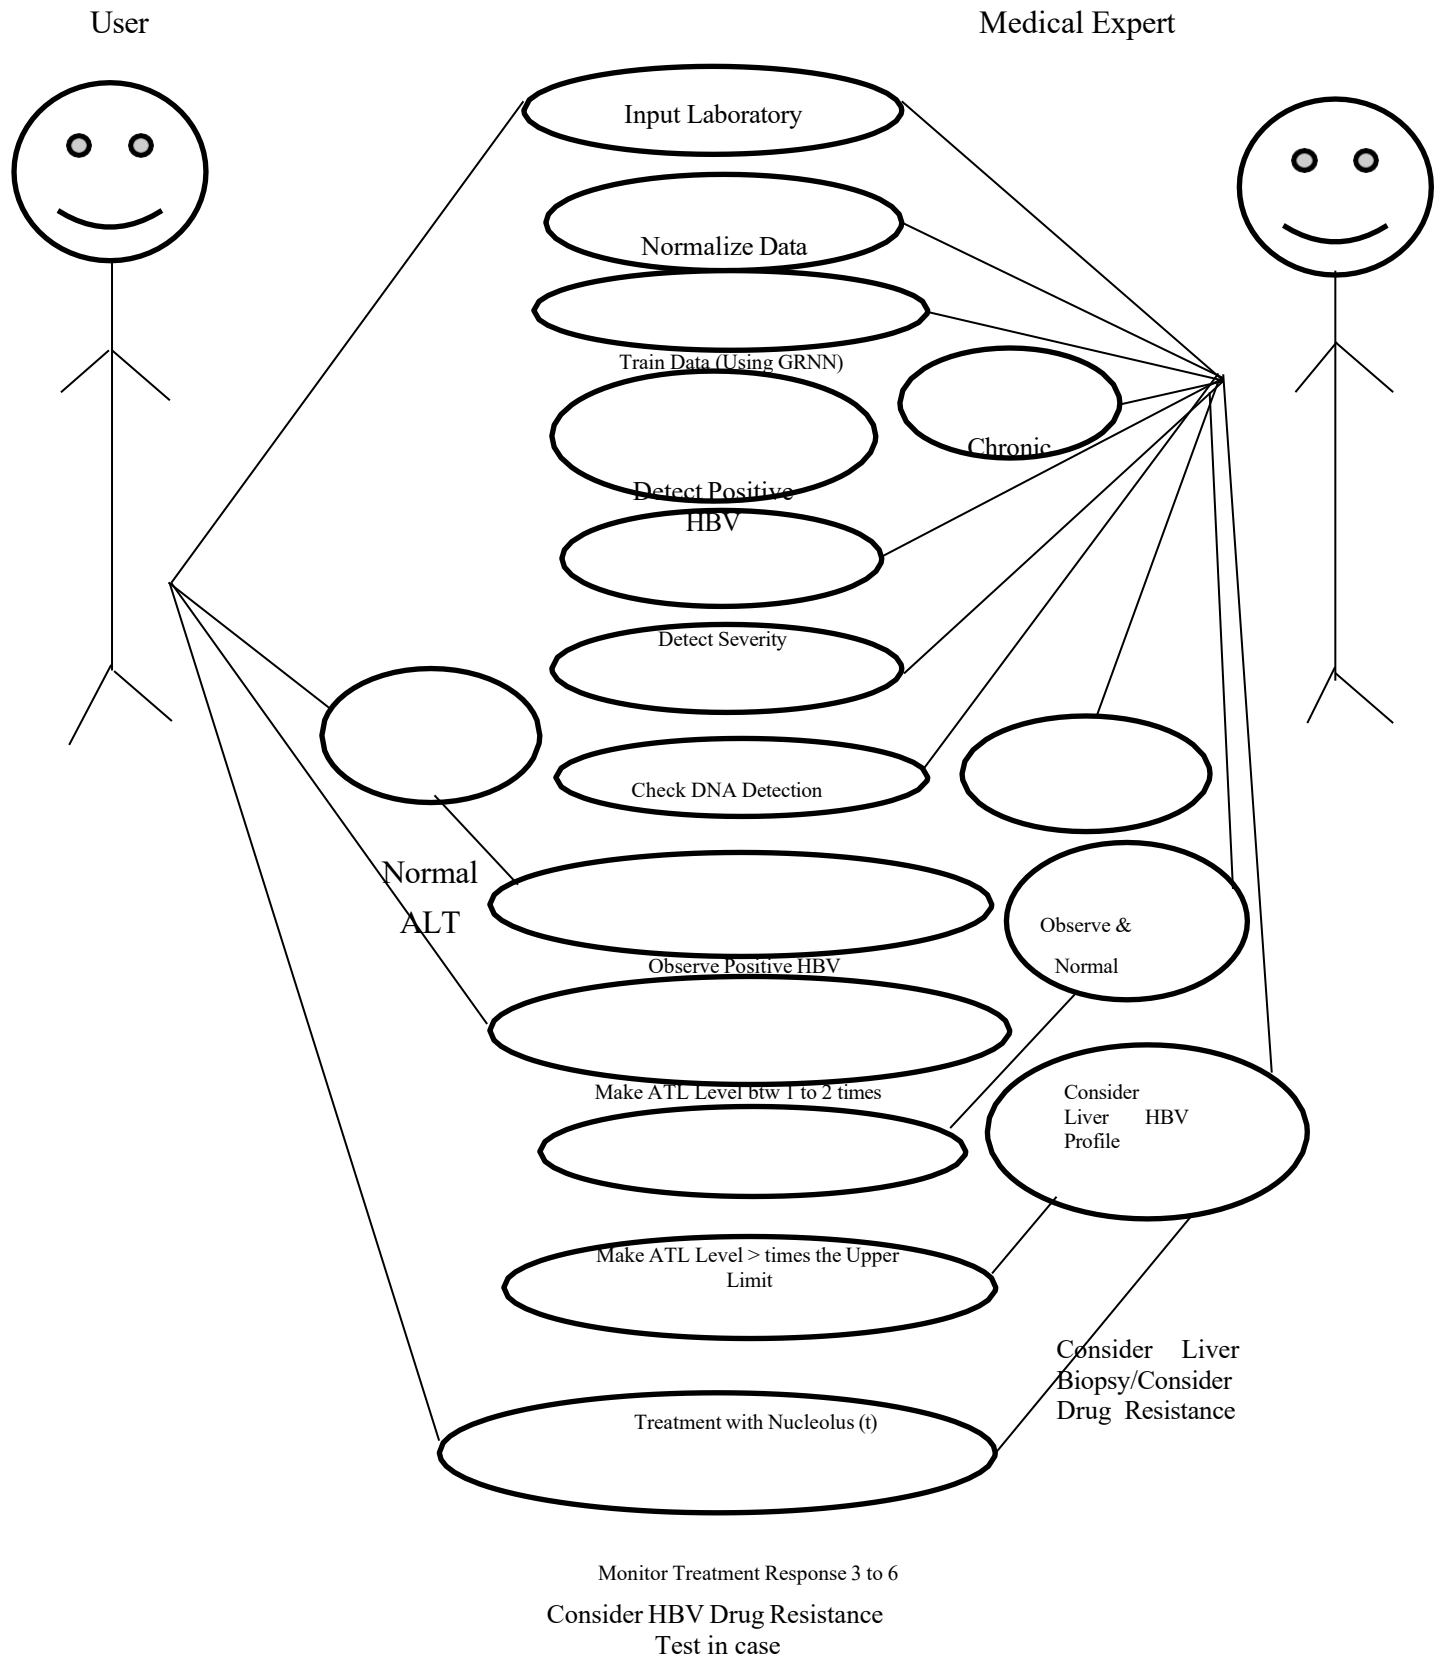 User
Medical Expert
Input Laboratory
Normalize Data
Train Data (Using GRNN)
Chronic
Detect Positive
HBV
Detect Severity
Check DNA Detection
Normal
ALT
Observe &
Normal
Observe Positive HBV
Make ATL Level btw 1 to 2 times
Consider
Liver HBV
Profile
Make ATL Level > times the Upper
Limit
Consider Liver
Biopsy/Consider
Drug Resistance
Treatment with Nucleolus (t)
Monitor Treatment Response 3 to 6
Consider HBV Drug Resistance
Test in case